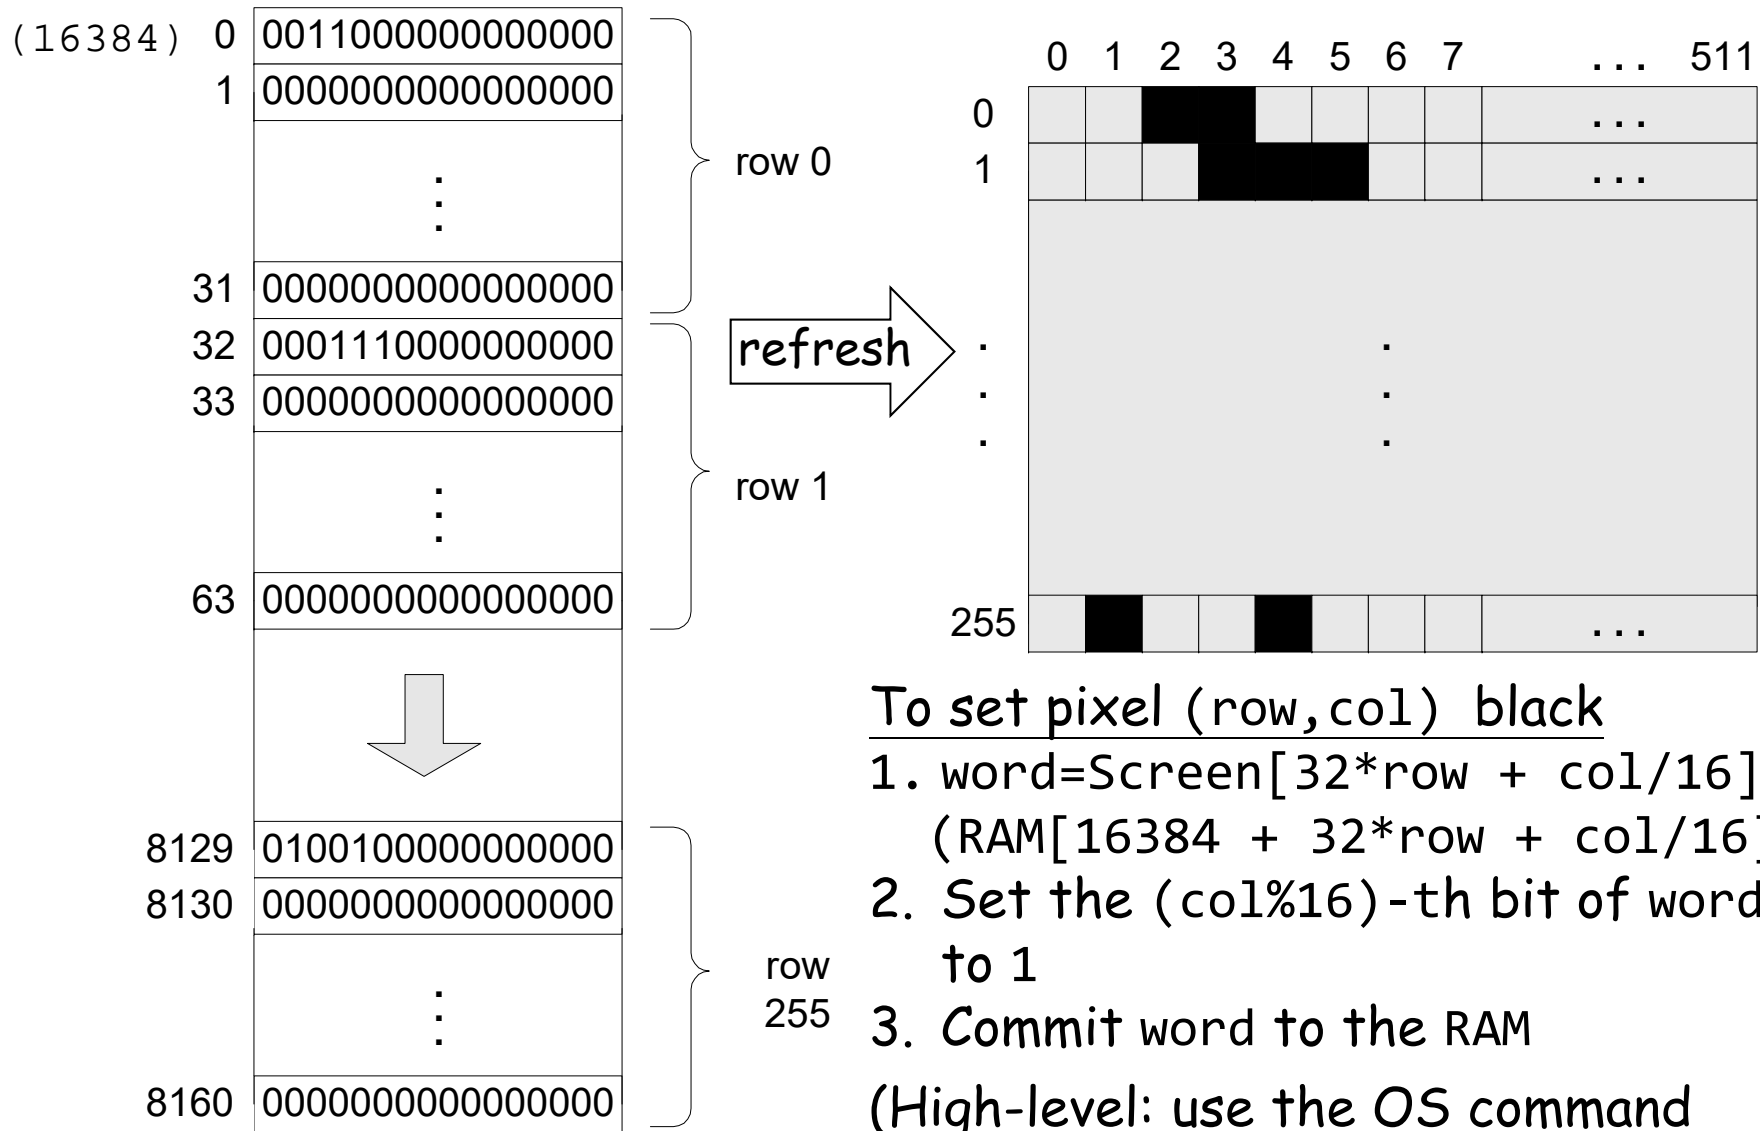 (16384) 0 0011000000000000
1 0000000000000000
.
.
.
31 0000000000000000
row 0
32 0001110000000000
33 0000000000000000
.
.
.
63 0000000000000000
row 1
8129 0100100000000000
8130 0000000000000000
.
.
.
8160 0000000000000000
row
255
refresh
0 1 2 3 4 5 6 7 ... 511
0 ...
1 ...
. .
. .
. .
255 ...
To set pixel (row,col) black
1. word=Screen[32*row + col/16]
(RAM[16384 + 32*row + col/16]
2. Set the (col%16)-th bit of word
to 1
3. Commit word to the RAM
(High-level: use the OS command